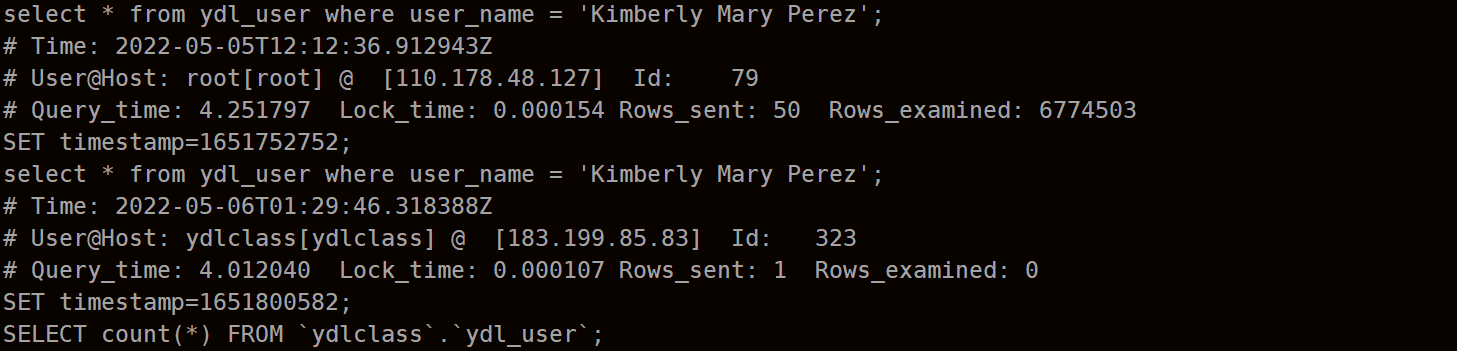 select * from ydl_user where user_name = 'Kimberly Mary Perez';
# Time: 2022-05-05T12:12:36.912943Z
# User@Host: root[root] @  [110.178.48.127]  Id:    79
# Query_time: 4.251797  Lock_time: 0.000154 Rows_sent: 50  Rows_examined: 6774503
SET timestamp=1651752752;
select * from ydl_user where user_name = 'Kimberly Mary Perez';
# Time: 2022-05-06T01:29:46.318388Z
# User@Host: ydlclass[ydlclass] @  [183.199.85.83]  Id:   323
# Query_time: 4.012040  Lock_time: 0.000107 Rows_sent: 1  Rows_examined: 0
SET timestamp=1651800582;
SELECT count(*) FROM `ydlclass`.`ydl_user`;